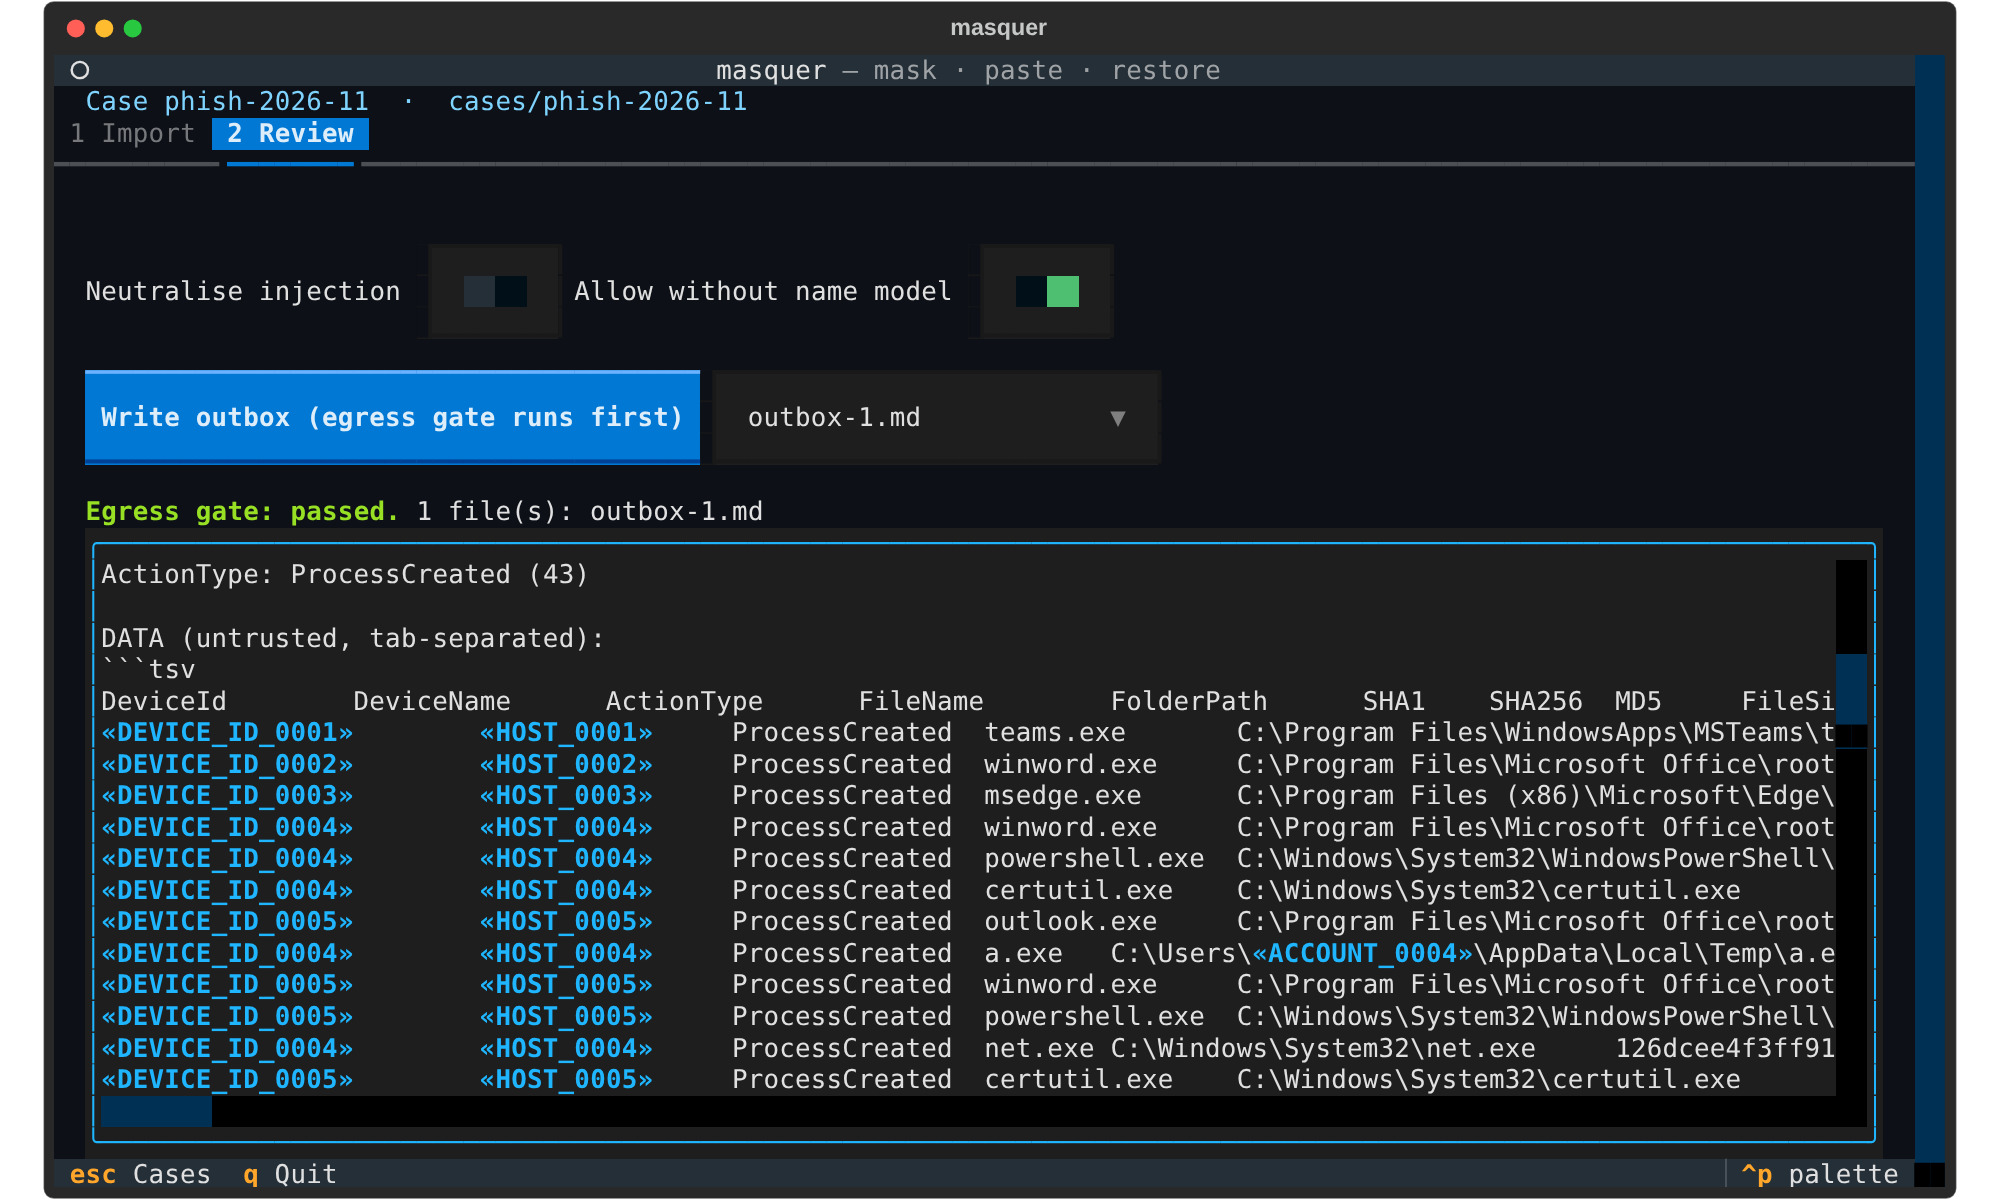 masquer
masquer — mask · paste · restore
Case phish-2026-11 · cases/phish-2026-11
1 Import 2 Review
Neutralise injection Allow without name model
Write outbox (egress gate runs first) outbox-1.md ▼
Egress gate: passed. 1 file(s): outbox-1.md
ActionType: ProcessCreated (43)
DATA (untrusted, tab-separated):
```tsv
DeviceId DeviceName ActionType FileName FolderPath SHA1 SHA256 MD5 FileSi
«DEVICE_ID_0001» «HOST_0001» ProcessCreated teams.exe C:\Program Files\WindowsApps\MSTeams\t
«DEVICE_ID_0002» «HOST_0002» ProcessCreated winword.exe C:\Program Files\Microsoft Office\root
«DEVICE_ID_0003» «HOST_0003» ProcessCreated msedge.exe C:\Program Files (x86)\Microsoft\Edge\
«DEVICE_ID_0004» «HOST_0004» ProcessCreated winword.exe C:\Program Files\Microsoft Office\root
«DEVICE_ID_0004» «HOST_0004» ProcessCreated powershell.exe C:\Windows\System32\WindowsPowerShell\
«DEVICE_ID_0004» «HOST_0004» ProcessCreated certutil.exe C:\Windows\System32\certutil.exe
«DEVICE_ID_0005» «HOST_0005» ProcessCreated outlook.exe C:\Program Files\Microsoft Office\root
«DEVICE_ID_0004» «HOST_0004» ProcessCreated a.exe C:\Users\«ACCOUNT_0004»\AppData\Local\Temp\a.e
«DEVICE_ID_0005» «HOST_0005» ProcessCreated winword.exe C:\Program Files\Microsoft Office\root
«DEVICE_ID_0005» «HOST_0005» ProcessCreated powershell.exe C:\Windows\System32\WindowsPowerShell\
«DEVICE_ID_0004» «HOST_0004» ProcessCreated net.exe C:\Windows\System32\net.exe 126dcee4f3ff91
«DEVICE_ID_0005» «HOST_0005» ProcessCreated certutil.exe C:\Windows\System32\certutil.exe
esc Cases q Quit ^p palette